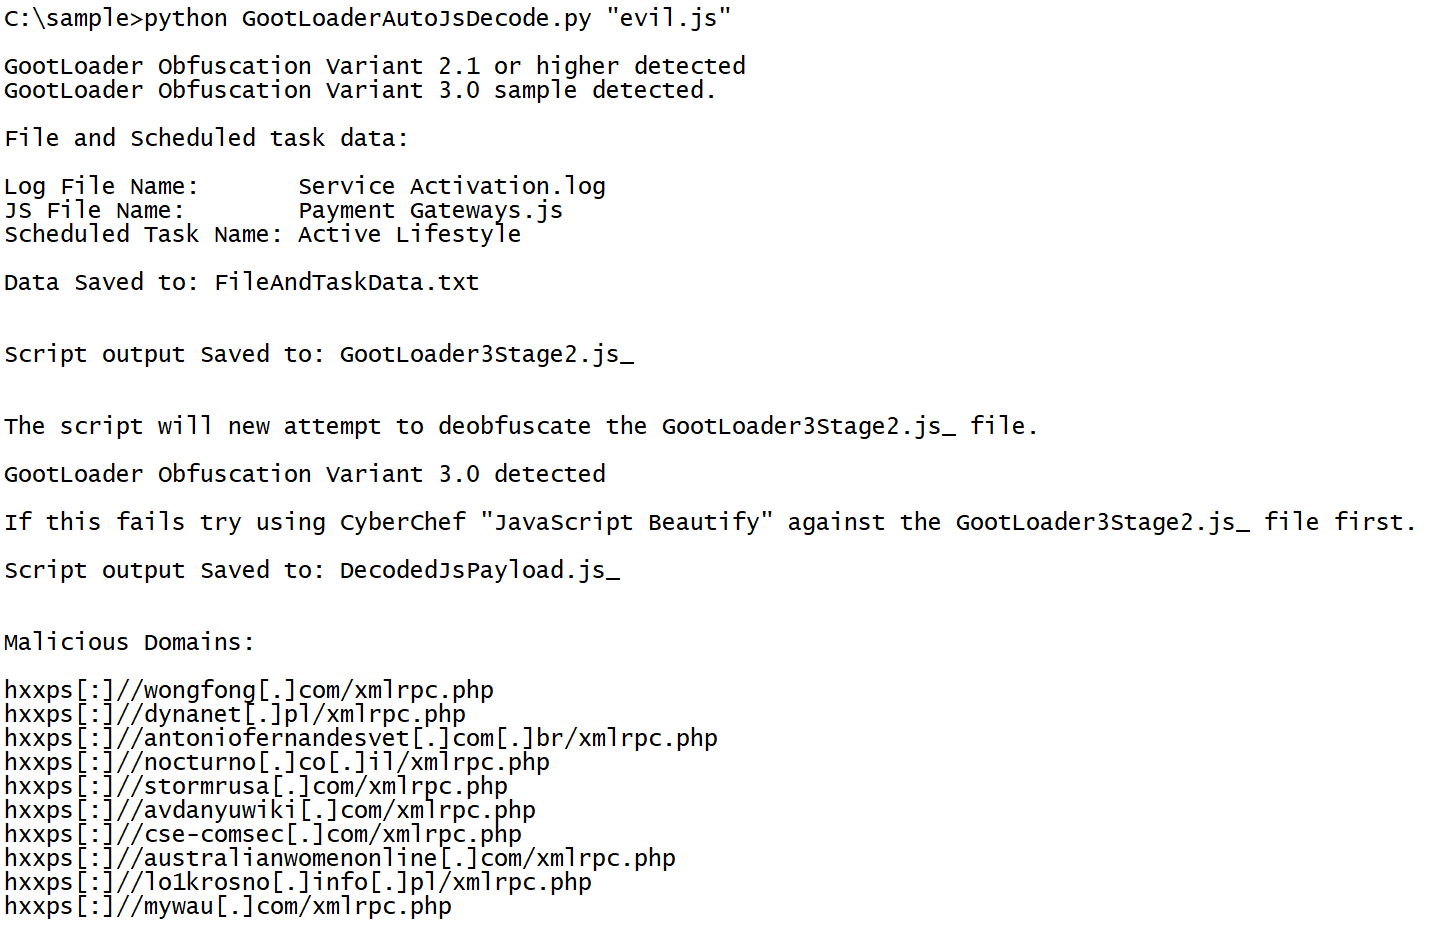 C:\sample>python GootLoaderAutoJsDecode.py "evil.js"
GootLoader Obfuscation Variant 2.1 or higher detected
GootLoader Obfuscation Variant 3.0 sample detected.
File and Scheduled task data:
Log File Name:       Service Activation.log
JS File Name:        Payment Gateways.js
Scheduled Task Name: Active Lifestyle
Data Saved to: FileAndTaskData.txt
Script output Saved to: GootLoader3Stage2.js_
The script will new attempt to deobfuscate the GootLoader3Stage2.js_ file.
GootLoader Obfuscation Variant 3.0 detected
If this fails try using CyberChef "JavaScript Beautify" against the GootLoader3Stage2.js_ file first.
Script output Saved to: DecodedJsPayload.js_
Malicious Domains:
hxxps[:]//wongfong[.]com/xmlrpc.php
hxxps[:]//dynanet[.]pl/xmlrpc.php
hxxps[:]//antoniofernandesvet[.]com[.]br/xmlrpc.php
hxxps[:]//nocturno[.]co[.]il/xmlrpc.php
hxxps[:]//stormrusa[.]com/xmlrpc.php
hxxps[:]//avdanyuwiki[.]com/xmlrpc.php
hxxps[:]//cse-comsec[.]com/xmlrpc.php
hxxps[:]//australianwomenonline[.]com/xmlrpc.php
hxxps[:]//lo1krosno[.]info[.]pl/xmlrpc.php
hxxps[:]//mywau[.]com/xmlrpc.php